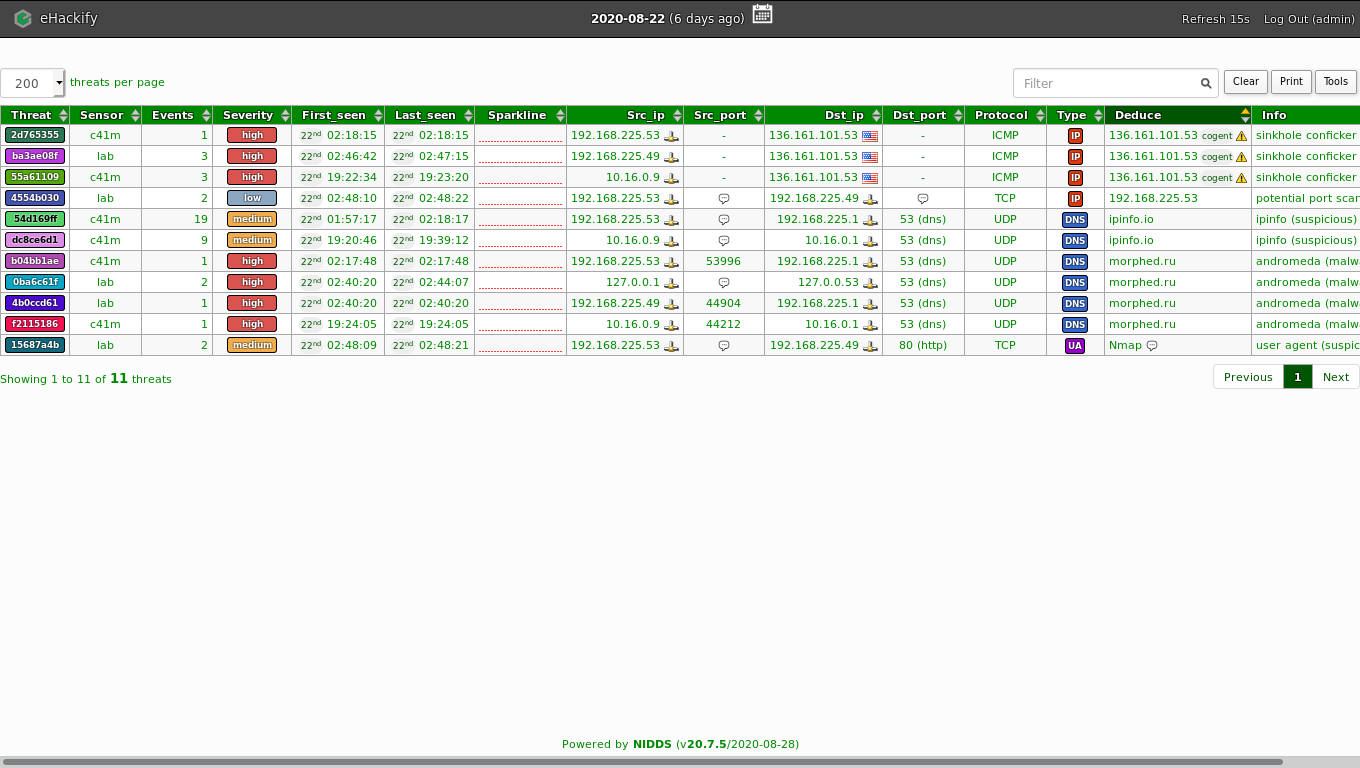 eHackify 2020-08-22 (6 days ago) Refresh 15s Log Out (admin)
200 threats per page Filter Clear Print Tools
Threat Sensor Events Severity First_seen Last_seen Sparkline Src_ip Src_port Dst_ip Dst_port Protocol Type Deduce Info
2d765355 c41m 1 high 22nd 02:18:15 22nd 02:18:15 192.168.225.53 - 136.161.101.53 - ICMP IP 136.161.101.53 cogent sinkhole conficker
ba3ae08f lab 3 high 22nd 02:46:42 22nd 02:47:15 192.168.225.49 - 136.161.101.53 - ICMP IP 136.161.101.53 cogent sinkhole conficker
55a61109 c41m 3 high 22nd 19:22:34 22nd 19:23:20 10.16.0.9 - 136.161.101.53 - ICMP IP 136.161.101.53 cogent sinkhole conficker
4554b030 lab 2 low 22nd 02:48:10 22nd 02:48:22 192.168.225.53 192.168.225.49 TCP IP 192.168.225.53 potential port scan
54d169ff c41m 19 medium 22nd 01:57:17 22nd 02:18:17 192.168.225.53 192.168.225.1 53 (dns) UDP DNS ipinfo.io ipinfo (suspicious)
dc8ce6d1 c41m 9 medium 22nd 19:20:46 22nd 19:39:12 10.16.0.9 10.16.0.1 53 (dns) UDP DNS ipinfo.io ipinfo (suspicious)
b04bb1ae c41m 1 high 22nd 02:17:48 22nd 02:17:48 192.168.225.53 53996 192.168.225.1 53 (dns) UDP DNS morphed.ru andromeda (malw
0ba6c61f lab 2 high 22nd 02:40:20 22nd 02:44:07 127.0.0.1 127.0.0.53 53 (dns) UDP DNS morphed.ru andromeda (malw
4b0ccd61 lab 1 high 22nd 02:40:20 22nd 02:40:20 192.168.225.49 44904 192.168.225.1 53 (dns) UDP DNS morphed.ru andromeda (malw
f2115186 c41m 1 high 22nd 19:24:05 22nd 19:24:05 10.16.0.9 44212 10.16.0.1 53 (dns) UDP DNS morphed.ru andromeda (malw
15687a4b lab 2 medium 22nd 02:48:09 22nd 02:48:21 192.168.225.53 192.168.225.49 80 (http) TCP UA Nmap user agent (suspic
Showing 1 to 11 of 11 threats Previous 1 Next
Powered by NIDDS (v20.7.5/2020-08-28)